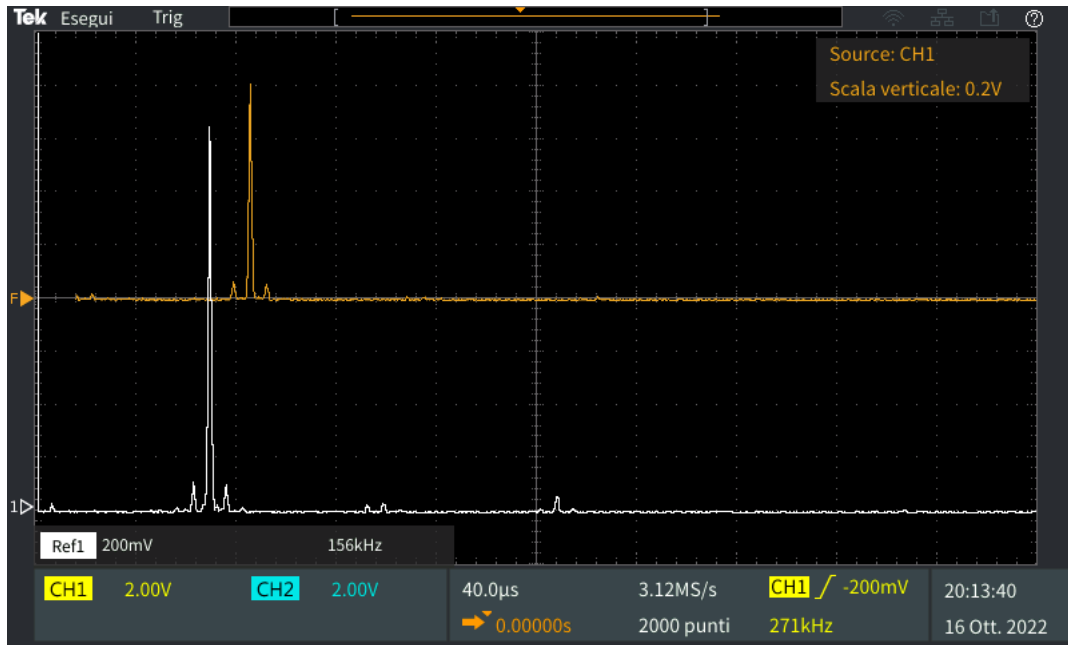 Tek Esegui Trig
Source: CH1
Scala verticale: 0.2V
F
1
Ref1 200mV 156kHz
CH1 2.00V CH2 2.00V 40.0µs 3.12MS/s CH1 -200mV 20:13:40
0.00000s 2000 punti 271kHz 16 Ott. 2022